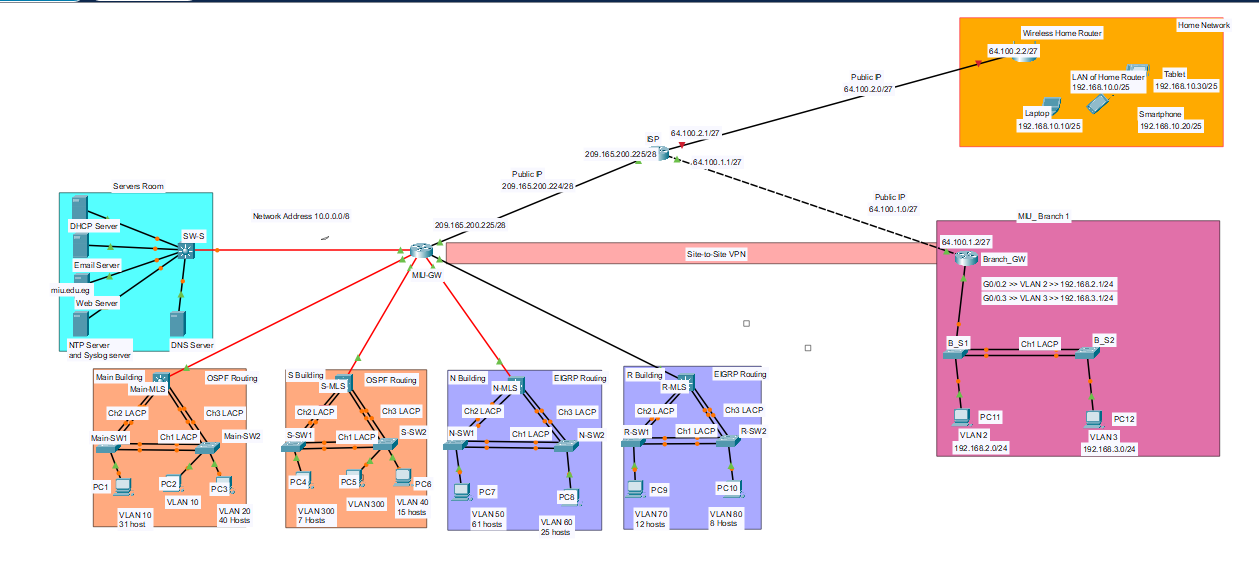 Home Network
Wireless Home Router
64.100.2.2/27
LAN of Home Router
192.168.10.0/25
Tablet
192.168.10.30/25
Laptop
192.168.10.10/25
Smartphone
192.168.10.20/25
Public IP
64.100.2.0/27
ISP
64.100.2.1/27
209.165.200.225/28
64.100.1.1/27
Public IP
209.165.200.224/28
Public IP
64.100.1.0/27
Servers Room
DHCP Server
SW-S
Email Server
miu.edu.eg
Web Server
NTP Server
and Syslog server
DNS Server
Network Address 10.0.0.0/8
209.165.200.225/28
MIU-GW
Site-to-Site VPN
MIU_ Branch 1
64.100.1.2/27
Branch_GW
G0/0.2 >> VLAN 2 >> 192.168.2.1/24
G0/0.3 >> VLAN 3 >> 192.168.3.1/24
B_S1
Ch1 LACP
B_S2
PC11
VLAN 2
192.168.2.0/24
PC12
VLAN 3
192.168.3.0/24
Main Building
OSPF Routing
Main-MLS
Ch2 LACP
Ch3 LACP
Main-SW1
Ch1 LACP
Main-SW2
PC1
PC2
PC3
VLAN 10
31 host
VLAN 10
VLAN 20
40 Hosts
S Building
OSPF Routing
S-MLS
Ch2 LACP
Ch3 LACP
S-SW1
Ch1 LACP
S-SW2
PC4
PC5
PC6
VLAN 300
7 Hosts
VLAN 300
VLAN 40
15 hosts
N Building
EIGRP Routing
N-MLS
Ch2 LACP
Ch3 LACP
N-SW1
Ch1 LACP
N-SW2
PC7
PC8
VLAN 50
61 hosts
VLAN 60
25 hosts
R Building
EIGRP Routing
R-MLS
Ch2 LACP
Ch3 LACP
R-SW1
Ch1 LACP
R-SW2
PC9
PC10
VLAN 70
12 hosts
VLAN 80
8 Hosts